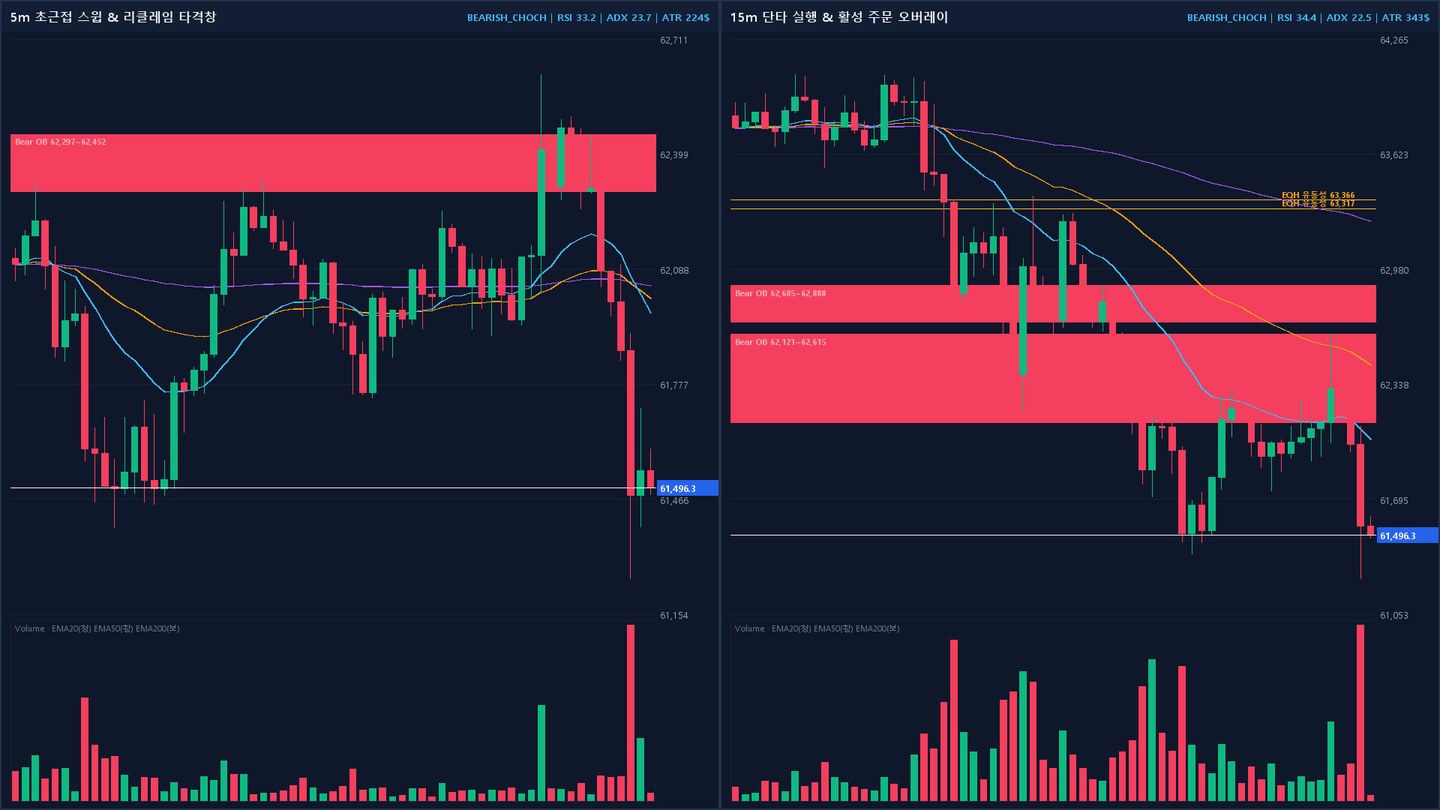 5m 초근접 스윕 & 리클레임 타격창
BEARISH_CHOCH | RSI 33.2 | ADX 23.7 | ATR 224$
62,711
Bear OB 62,297~62,452
62,399
62,088
61,777
61,496.3
61,466
61,154
Volume · EMA20(청) EMA50(황) EMA200(보)
15m 단타 실행 & 활성 주문 오버레이
BEARISH_CHOCH | RSI 34.4 | ADX 22.5 | ATR 343$
64,265
63,623
EQH 유동성 63,366
EQH 유동성 63,317
62,980
Bear OB 62,685~62,888
Bear OB 62,121~62,615
62,338
61,695
61,496.3
61,053
Volume · EMA20(청) EMA50(황) EMA200(보)